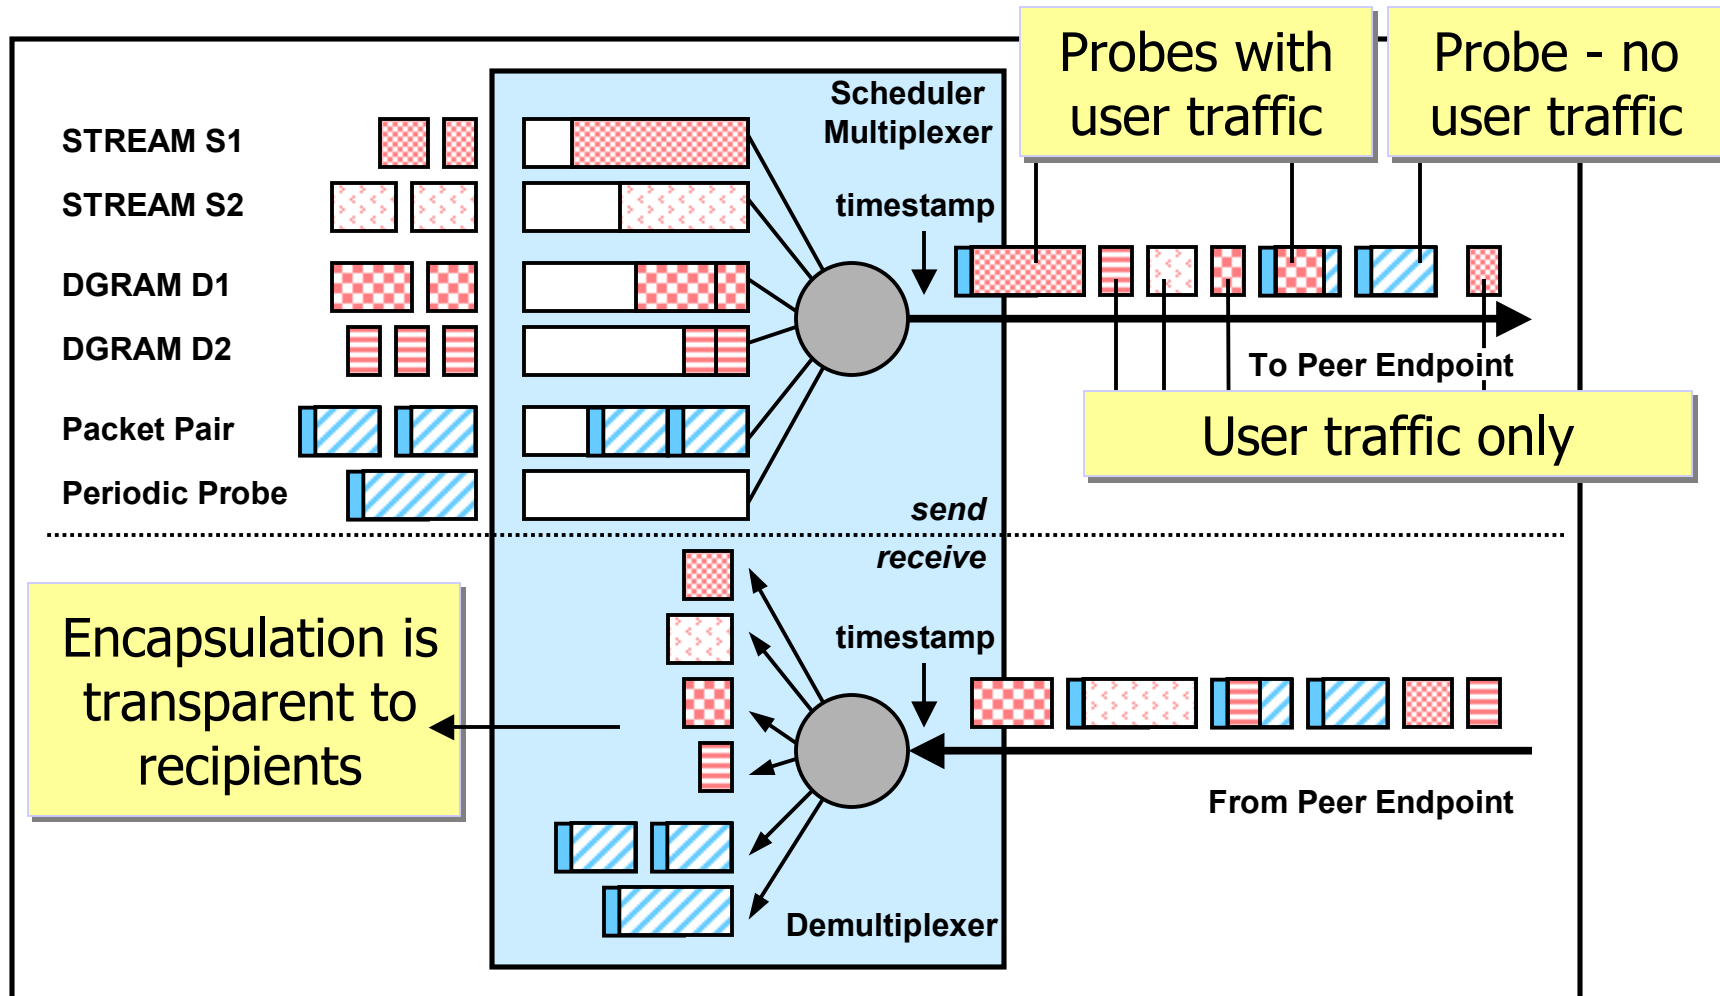 Probes with
user traffic
Probe - no
user traffic
Scheduler
Multiplexer
STREAM S1
STREAM S2
timestamp
DGRAM D1
DGRAM D2
To Peer Endpoint
Packet Pair
User traffic only
Periodic Probe
send
receive
Encapsulation is
transparent to
recipients
timestamp
From Peer Endpoint
Demultiplexer